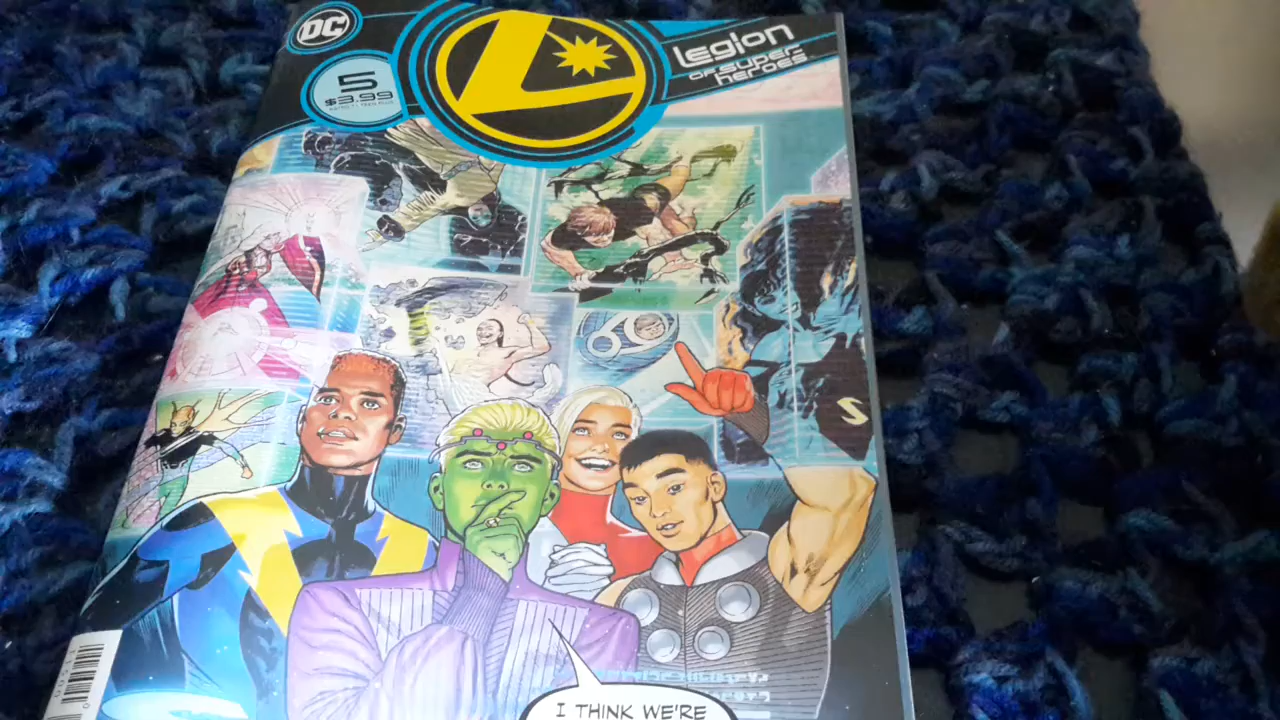 DC
5
$3.99
LEGION
OF SUPER-
HEROES
L
S
I THINK WE'RE